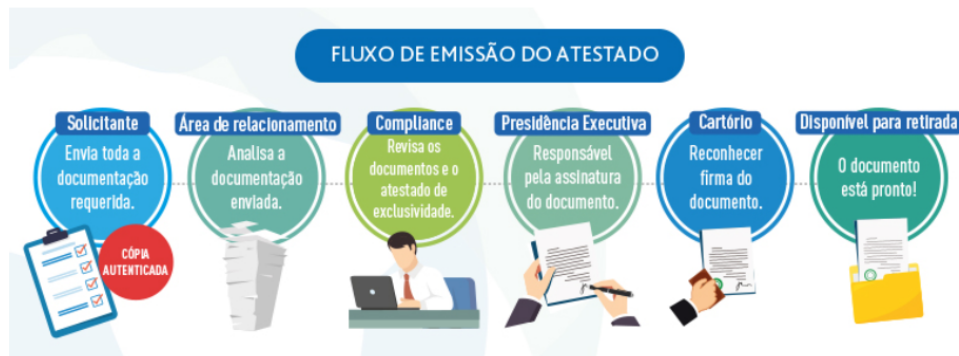 FLUXO DE EMISSÃO DO ATESTADO
Solicitante
Envia toda a
documentação
requerida.
CÓPIA
AUTENTICADA
Área de relacionamento
Analisa a
documentação
enviada.
Compliance
Revisa os
documentos e o
atestado de
exclusividade.
Presidência Executiva
Responsável
pela assinatura
do documento.
Cartório
Reconhecer
firma do
documento.
Disponível para retirada
O documento
está pronto!